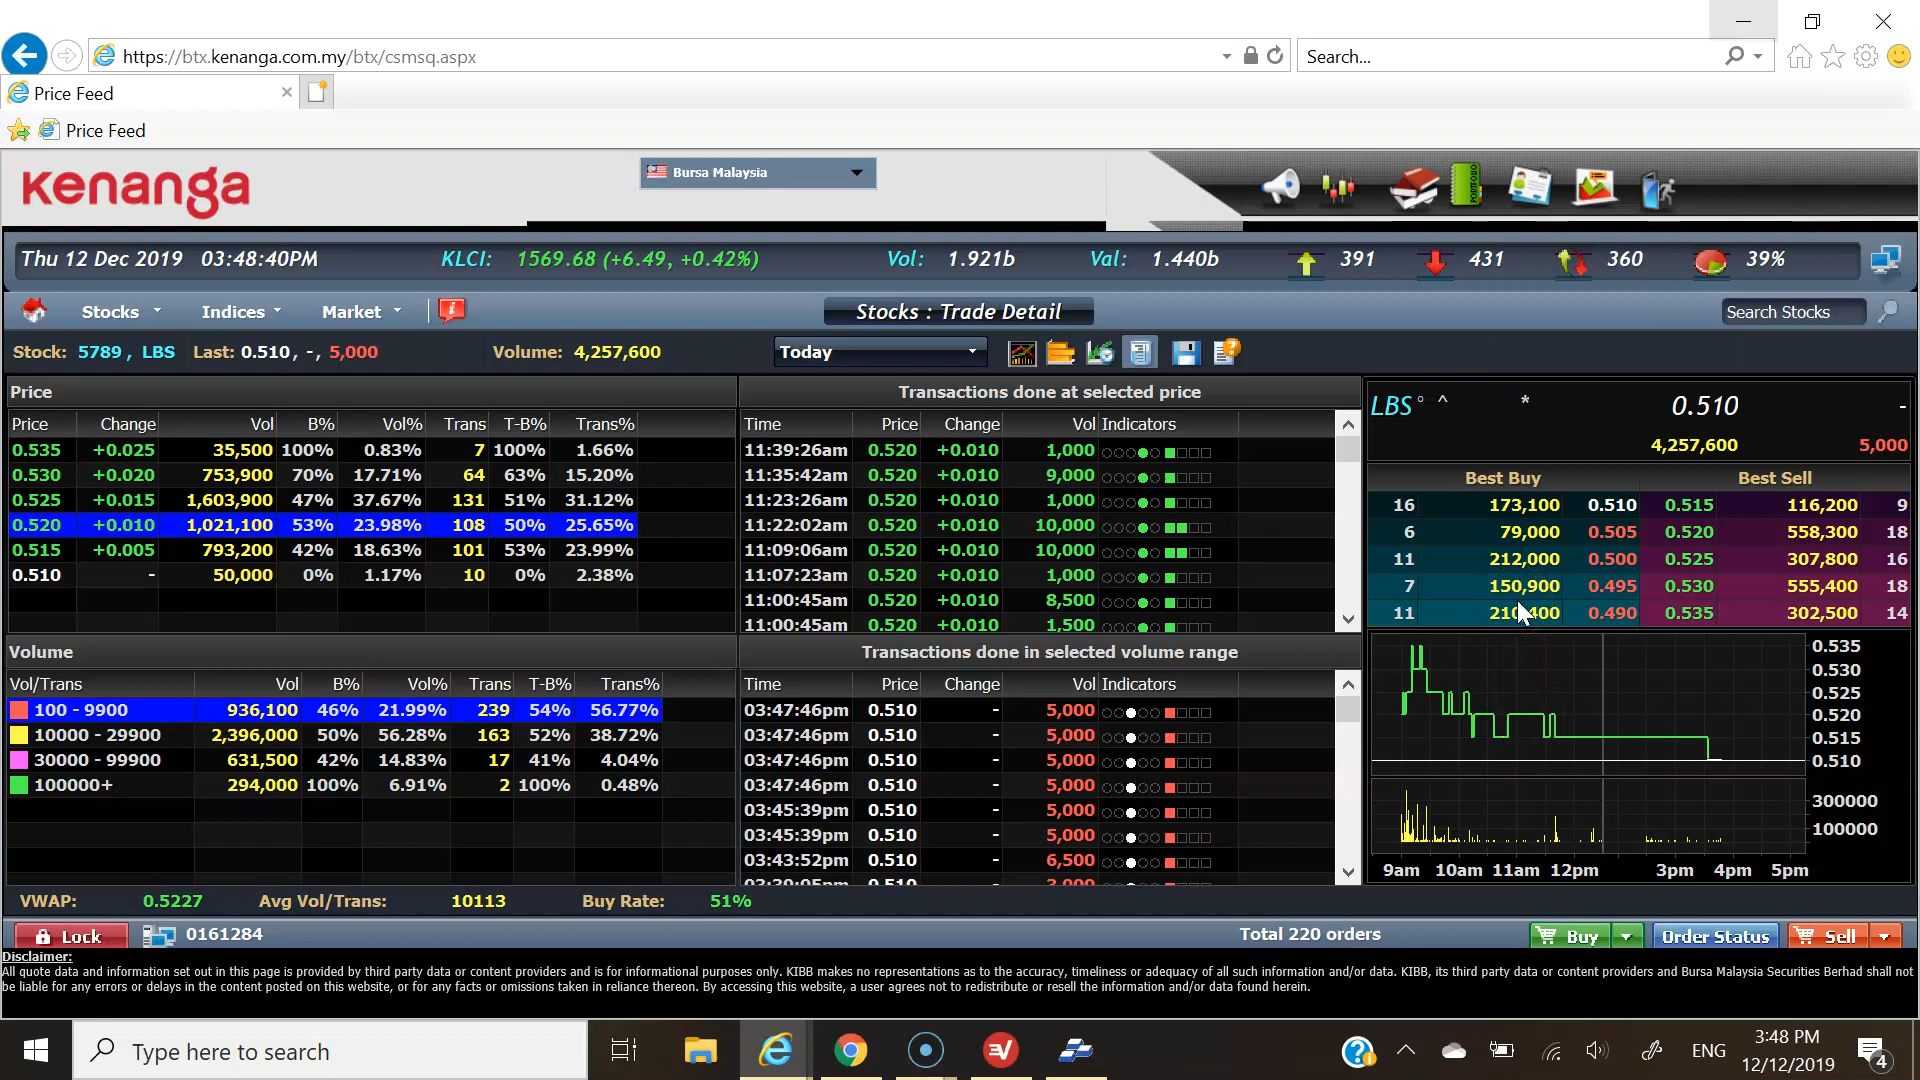 https://btx.kenanga.com.my/btx/csmsq.aspx
Search...
Price Feed
Price Feed
kenanga
Bursa Malaysia
PORTFOLIO
Thu 12 Dec 2019 03:48:40PM KLCI: 1569.68 (+6.49, +0.42%) Vol: 1.921b Val: 1.440b 391 431 360 39%
Stocks Indices Market Stocks : Trade Detail Search Stocks
Stock: 5789 , LBS Last: 0.510 , - , 5,000 Volume: 4,257,600 Today
Price
Price Change Vol B% Vol% Trans T-B% Trans%
0.535 +0.025 35,500 100% 0.83% 7 100% 1.66%
0.530 +0.020 753,900 70% 17.71% 64 63% 15.20%
0.525 +0.015 1,603,900 47% 37.67% 131 51% 31.12%
0.520 +0.010 1,021,100 53% 23.98% 108 50% 25.65%
0.515 +0.005 793,200 42% 18.63% 101 53% 23.99%
0.510 - 50,000 0% 1.17% 10 0% 2.38%
Transactions done at selected price
Time Price Change Vol Indicators
11:39:26am 0.520 +0.010 1,000
11:35:42am 0.520 +0.010 9,000
11:23:26am 0.520 +0.010 1,000
11:22:02am 0.520 +0.010 10,000
11:09:06am 0.520 +0.010 10,000
11:07:23am 0.520 +0.010 1,000
11:00:45am 0.520 +0.010 8,500
11:00:45am 0.520 +0.010 1,500
LBS ° ^ * 0.510 -
4,257,600 5,000
Best Buy Best Sell
16 173,100 0.510 0.515 116,200 9
6 79,000 0.505 0.520 558,300 18
11 212,000 0.500 0.525 307,800 16
7 150,900 0.495 0.530 555,400 18
11 210,400 0.490 0.535 302,500 14
Volume
Vol/Trans Vol B% Vol% Trans T-B% Trans%
100 - 9900 936,100 46% 21.99% 239 54% 56.77%
10000 - 29900 2,396,000 50% 56.28% 163 52% 38.72%
30000 - 99900 631,500 42% 14.83% 17 41% 4.04%
100000+ 294,000 100% 6.91% 2 100% 0.48%
Transactions done in selected volume range
Time Price Change Vol Indicators
03:47:46pm 0.510 - 5,000
03:47:46pm 0.510 - 5,000
03:47:46pm 0.510 - 5,000
03:47:46pm 0.510 - 5,000
03:45:39pm 0.510 - 5,000
03:45:39pm 0.510 - 5,000
03:43:52pm 0.510 - 6,500
0.535
0.530
0.525
0.520
0.515
0.510
300000
100000
9am 10am 11am 12pm 3pm 4pm 5pm
VWAP: 0.5227 Avg Vol/Trans: 10113 Buy Rate: 51%
Lock 0161284 Total 220 orders Buy Order Status Sell
Disclaimer:
All quote data and information set out in this page is provided by third party data or content providers and is for informational purposes only. KIBB makes no representations as to the accuracy, timeliness or adequacy of all such information and/or data. KIBB, its third party data or content providers and Bursa Malaysia Securities Berhad shall not
be liable for any errors or delays in the content posted on this website, or for any facts or omissions taken in reliance thereon. By accessing this website, a user agrees not to redistribute or resell the information and/or data found herein.
Type here to search
ENG
3:48 PM
12/12/2019
4